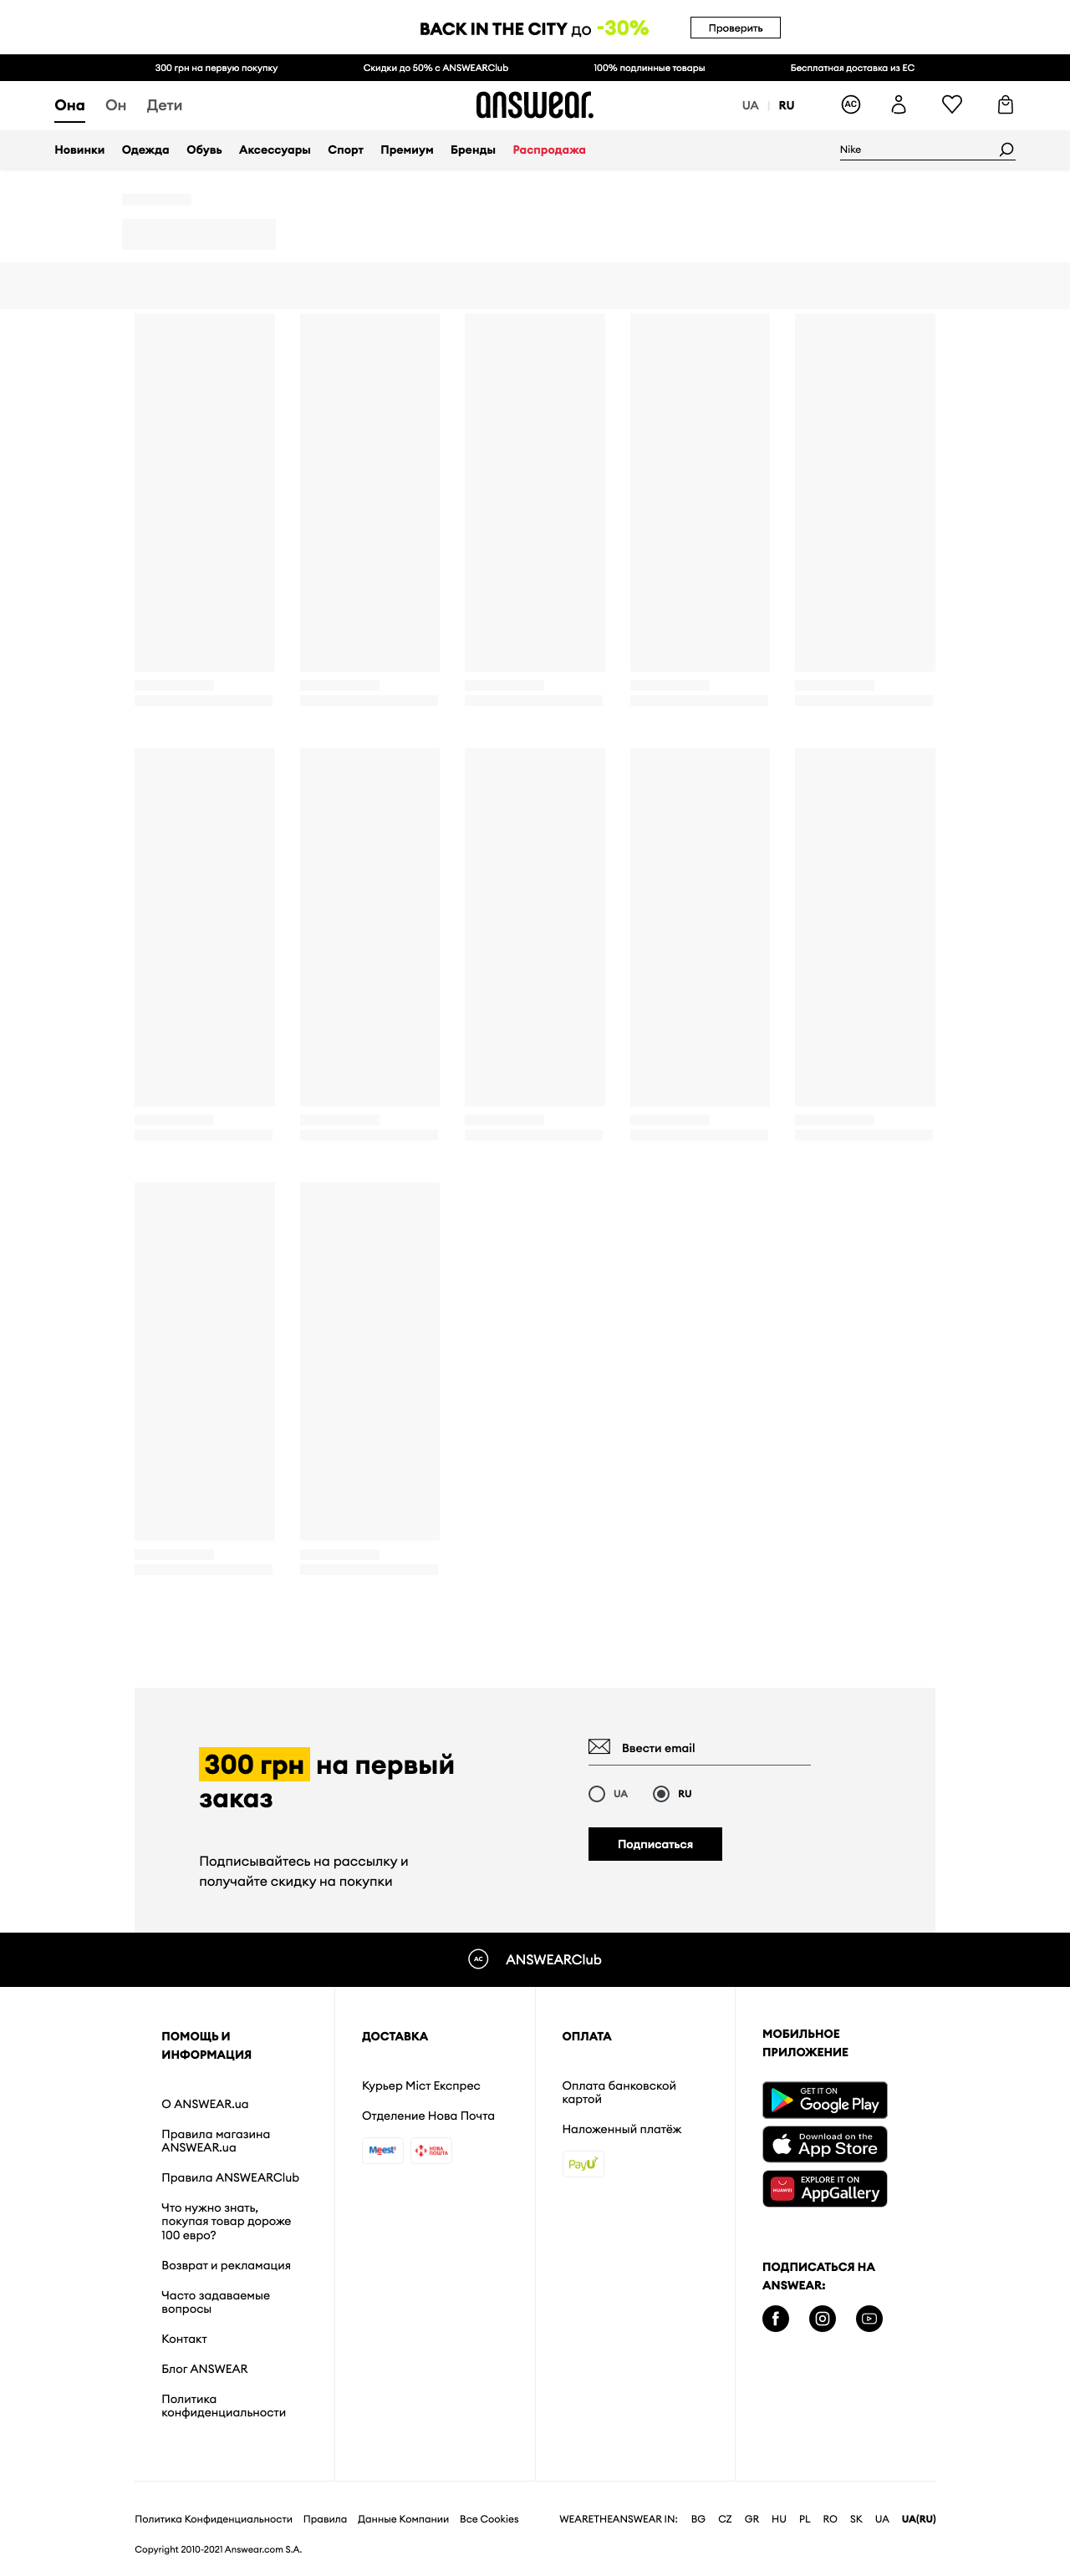 BACK IN THE CITY до -30%
Проверить
300 грн на первую покупку
Скидки до 50% с ANSWEARClub
100% подлинные товары
Бесплатная доставка из ЕС
Она
Он
Дети
answear.
UA
RU
AC
Новинки
Одежда
Обувь
Аксессуары
Спорт
Премиум
Бренды
Распродажа
Nike
300 грн на первый
заказ
Подписывайтесь на рассылку и
получайте скидку на покупки
Ввести email
UA
RU
Подписаться
AC
ANSWEARClub
ПОМОЩЬ И
ИНФОРМАЦИЯ
О ANSWEAR.ua
Правила магазина
ANSWEAR.ua
Правила ANSWEARClub
Что нужно знать,
покупая товар дороже
100 евро?
Возврат и рекламация
Часто задаваемые
вопросы
Контакт
Блог ANSWEAR
Политика
конфиденциальности
ДОСТАВКА
Курьер Міст Експрес
Отделение Нова Почта
Meest
НОВА
ПОШТА
ОПЛАТА
Оплата банковской
картой
Наложенный платёж
PayU
МОБИЛЬНОЕ
ПРИЛОЖЕНИЕ
GET IT ON
Google Play
Download on the
App Store
HUAWEI
EXPLORE IT ON
AppGallery
ПОДПИСАТЬСЯ НА
ANSWEAR:
Политика Конфиденциальности
Правила
Данные Компании
Все Cookies
WEARETHEANSWEAR IN:
BG
CZ
GR
HU
PL
RO
SK
UA
UA(RU)
Copyright 2010-2021 Answear.com S.A.